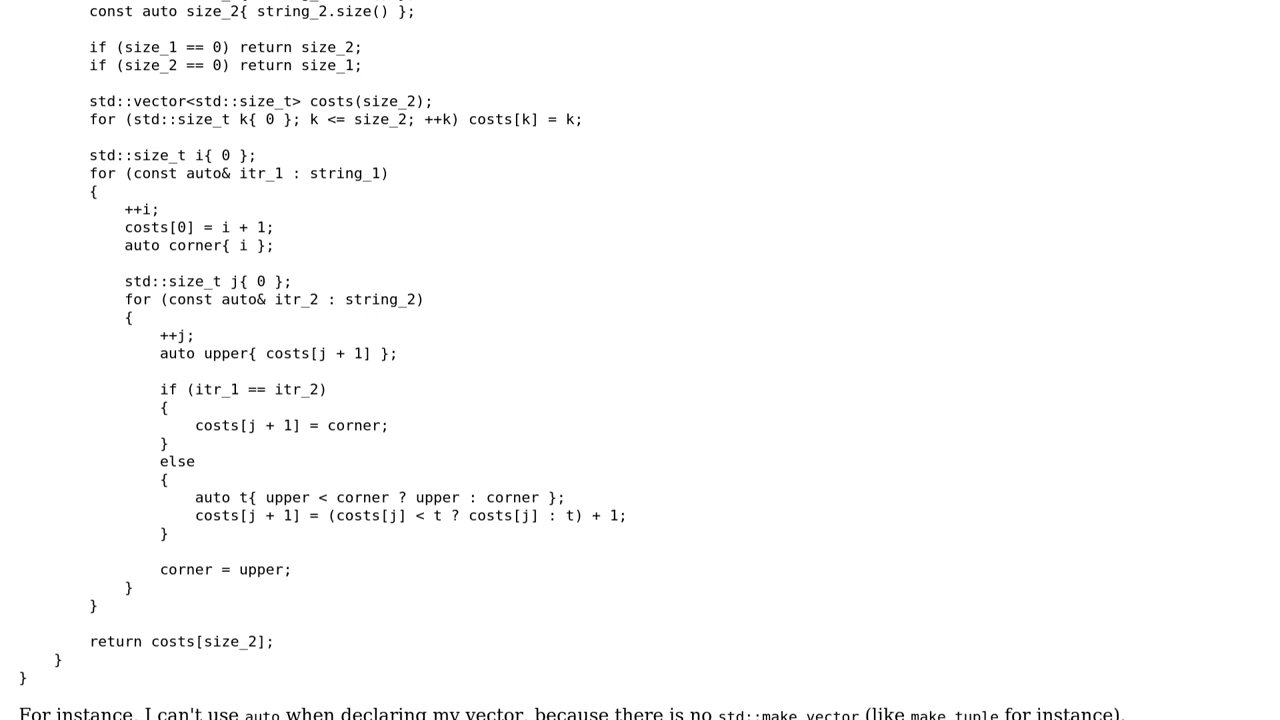 const auto size_2{ string_2.size() };
if (size_1 == 0) return size_2;
if (size_2 == 0) return size_1;
std::vector<std::size_t> costs(size_2);
for (std::size_t k{ 0 }; k <= size_2; ++k) costs[k] = k;
std::size_t i{ 0 };
for (const auto& itr_1 : string_1)
{
++i;
costs[0] = i + 1;
auto corner{ i };
std::size_t j{ 0 };
for (const auto& itr_2 : string_2)
{
++j;
auto upper{ costs[j + 1] };
if (itr_1 == itr_2)
{
costs[j + 1] = corner;
}
else
{
auto t{ upper < corner ? upper : corner };
costs[j + 1] = (costs[j] < t ? costs[j] : t) + 1;
}
corner = upper;
}
}
return costs[size_2];
}
}
For instance, I can't use auto when declaring my vector, because there is no std::make_vector (like make_tuple for instance).